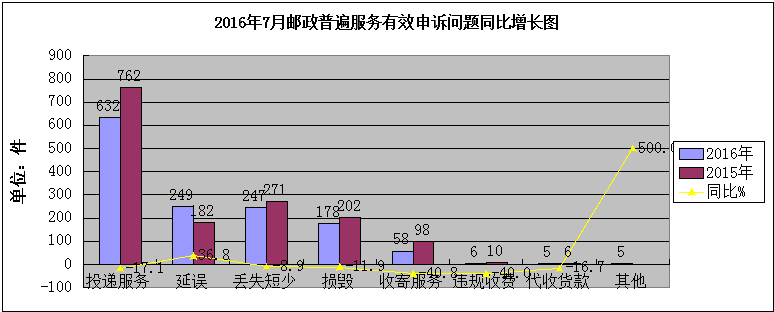 2016年7月邮政普遍服务有效申诉问题同比增长图
单位：件
900
800
700
600
500
400
300
200
100
0
-100
632 762
249 182
247 271
178 202
58 98
6 10
5 6
5
-17.1 36.8 -8.9 -11.9 -40.8 -40.0 -16.7 500.0
投递服务 延误 丢失短少 损毁 收寄服务 违规收费 代收货款 其他
2016年
2015年
同比%